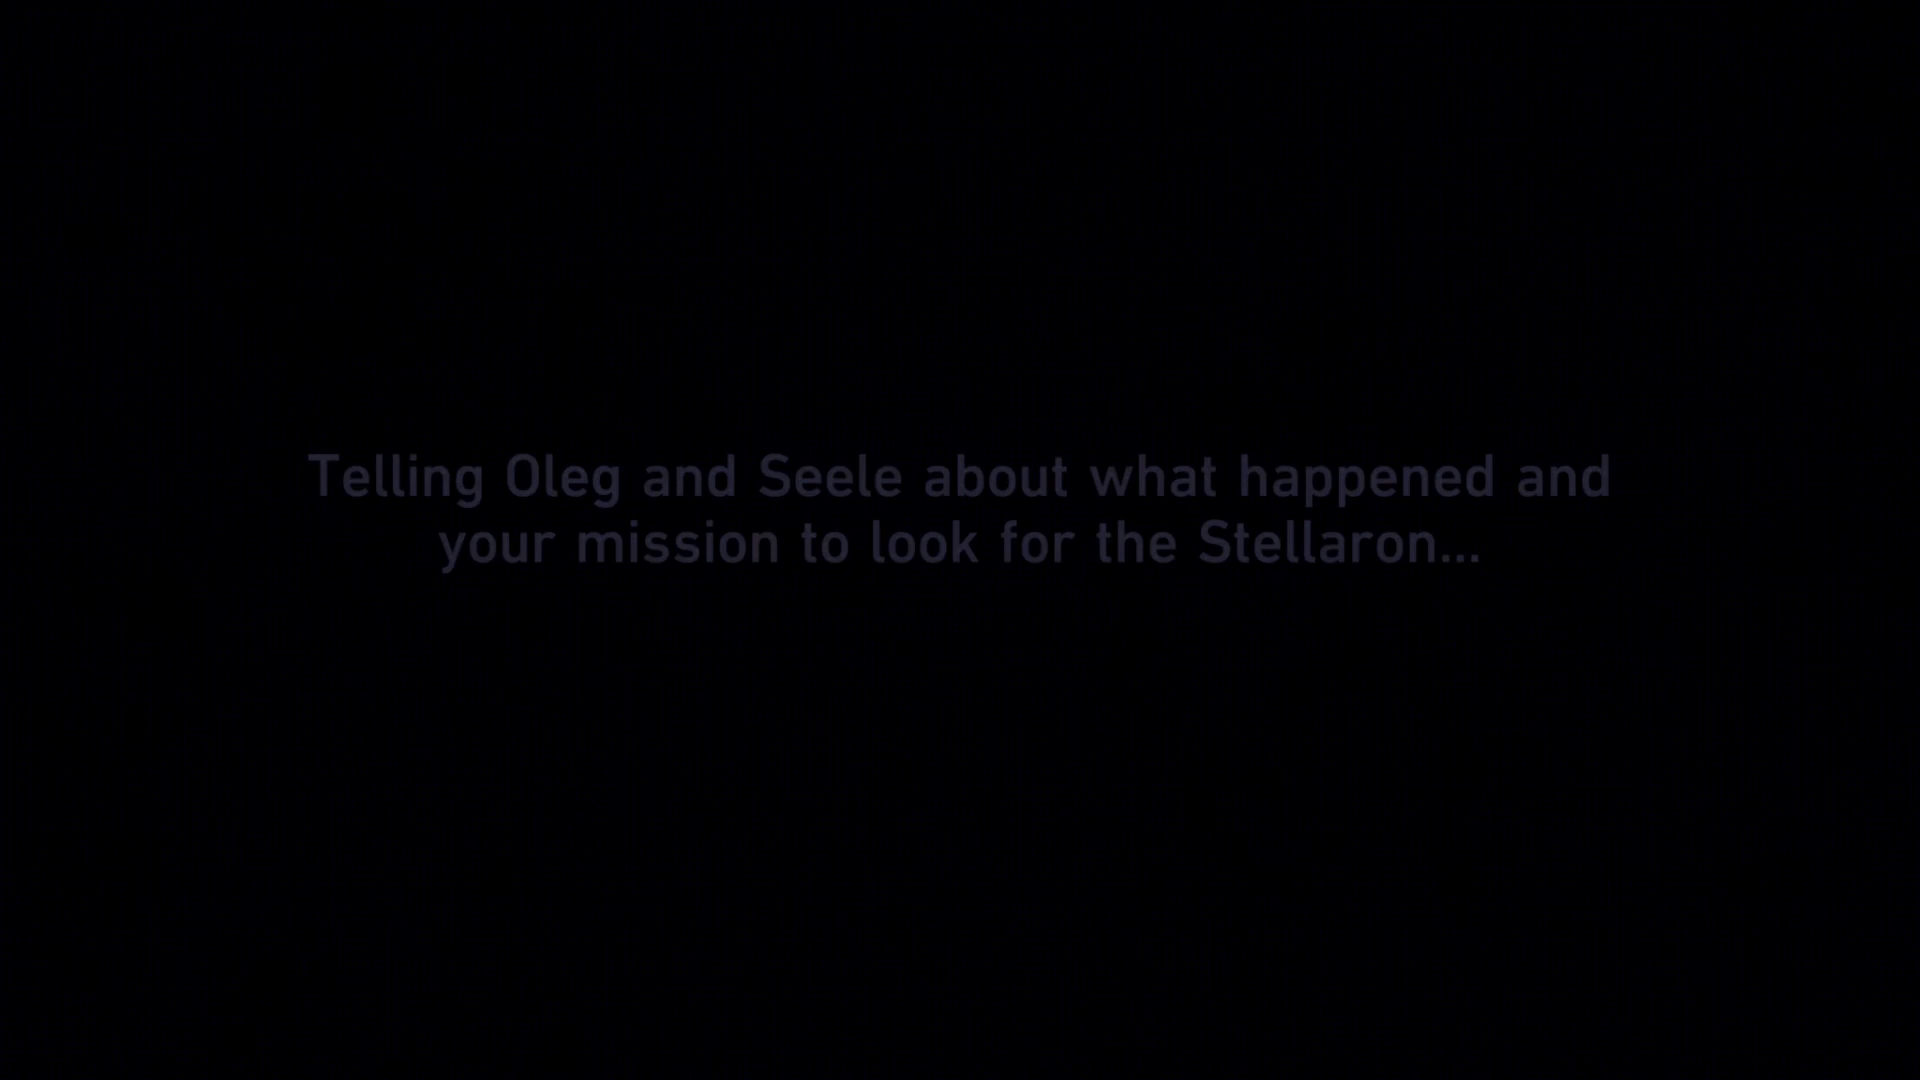 Telling Oleg and Seele about what happened and
your mission to look for the Stellaron...